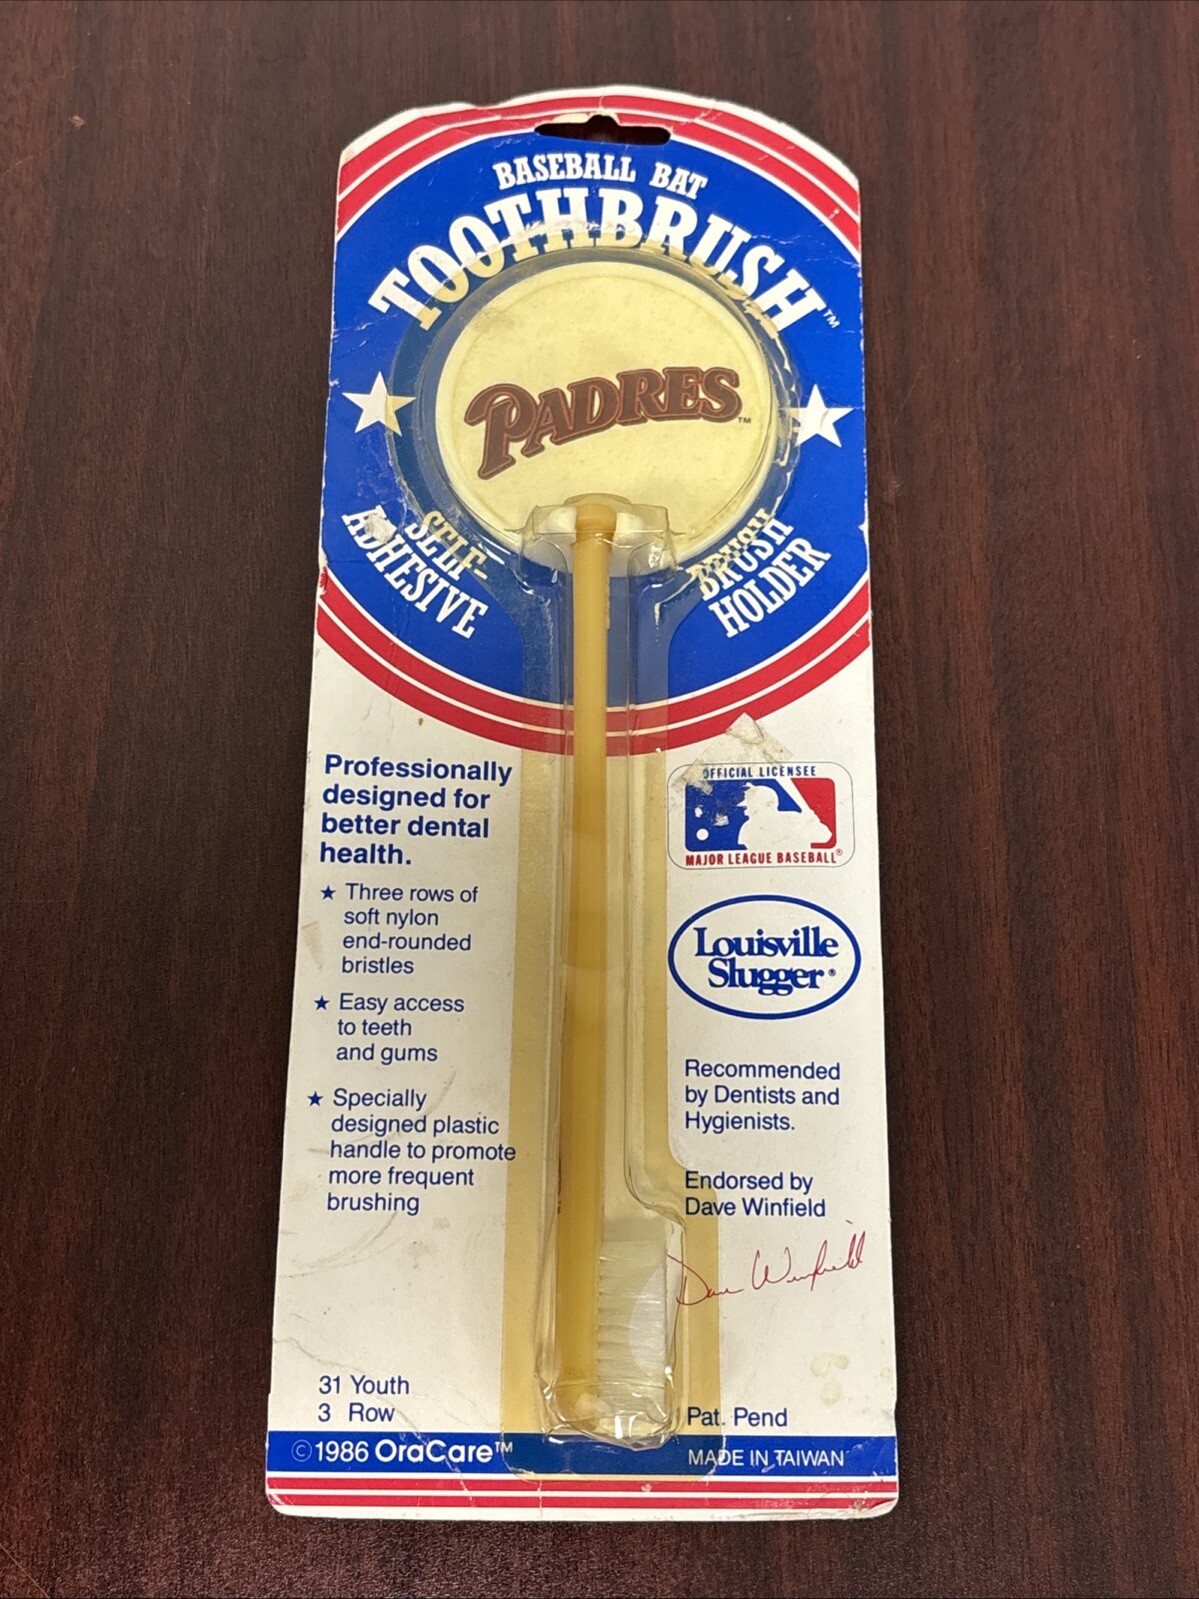 BASEBALL BAT
TOOTHBRUSH™
PADRES™
SELF-
ADHESIVE
BRUSH
HOLDER
Professionally
designed for
better dental
health.
★ Three rows of
soft nylon
end-rounded
bristles
★ Easy access
to teeth
and gums
★ Specially
designed plastic
handle to promote
more frequent
brushing
31 Youth
3 Row
OFFICIAL LICENSEE
MAJOR LEAGUE BASEBALL®
Louisville
Slugger®
Recommended
by Dentists and
Hygienists.
Endorsed by
Dave Winfield
Dave Winfield
Pat. Pend
©1986 OraCare™
MADE IN TAIWAN